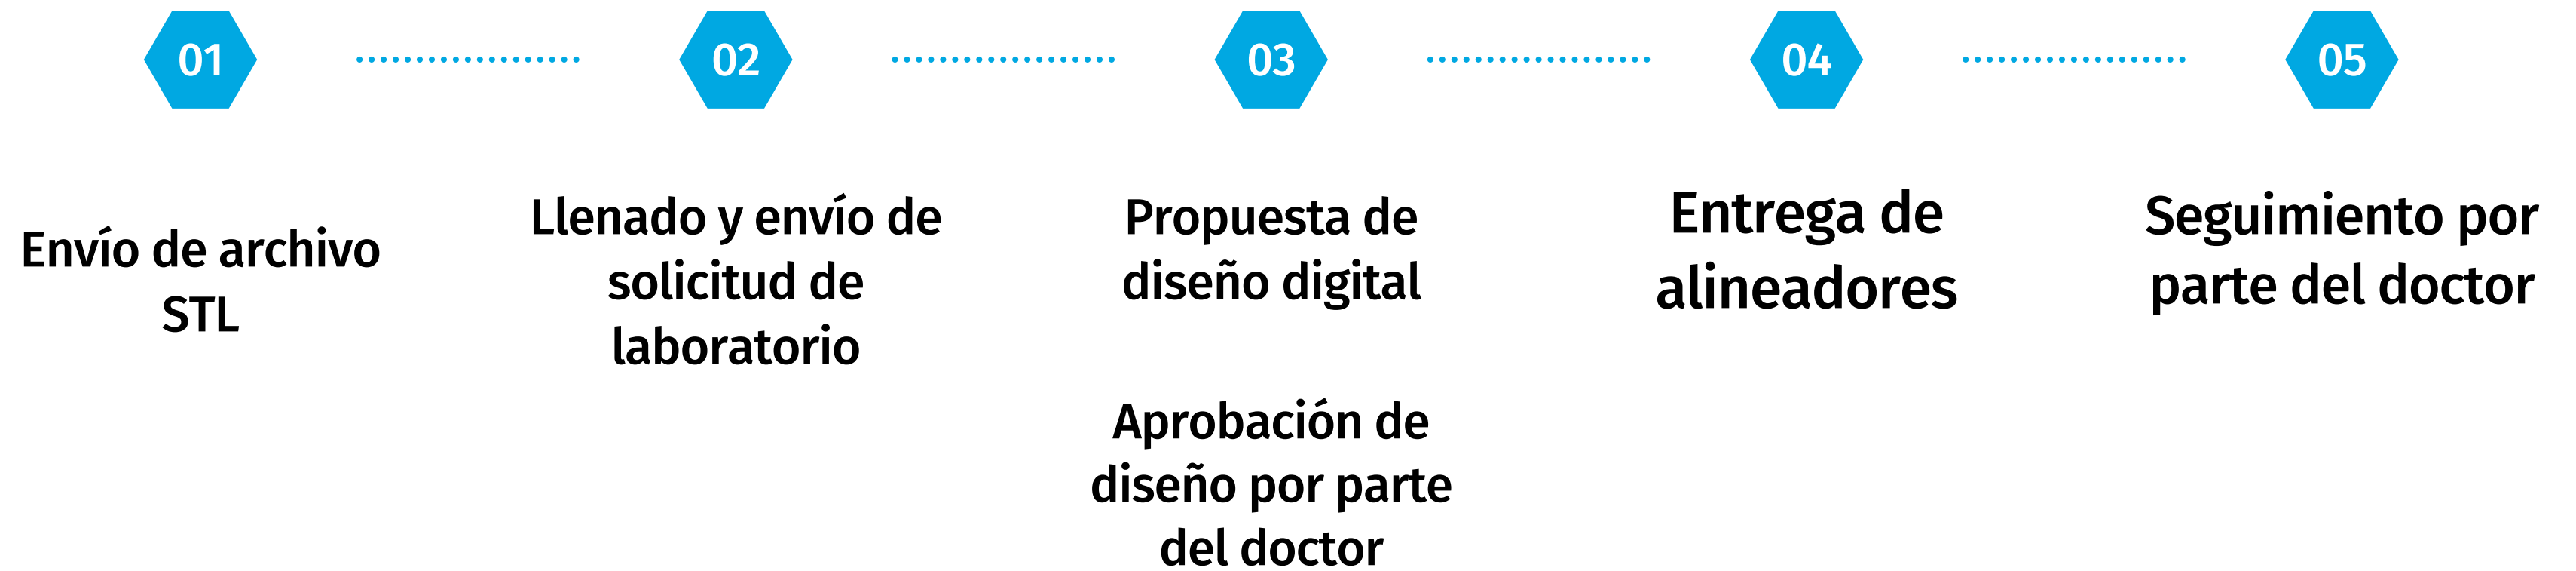 01
02
03
04
05
Envío de archivo
STL
Llenado y envío de
solicitud de
laboratorio
Propuesta de
diseño digital
Aprobación de
diseño por parte
del doctor
Entrega de
alineadores
Seguimiento por
parte del doctor